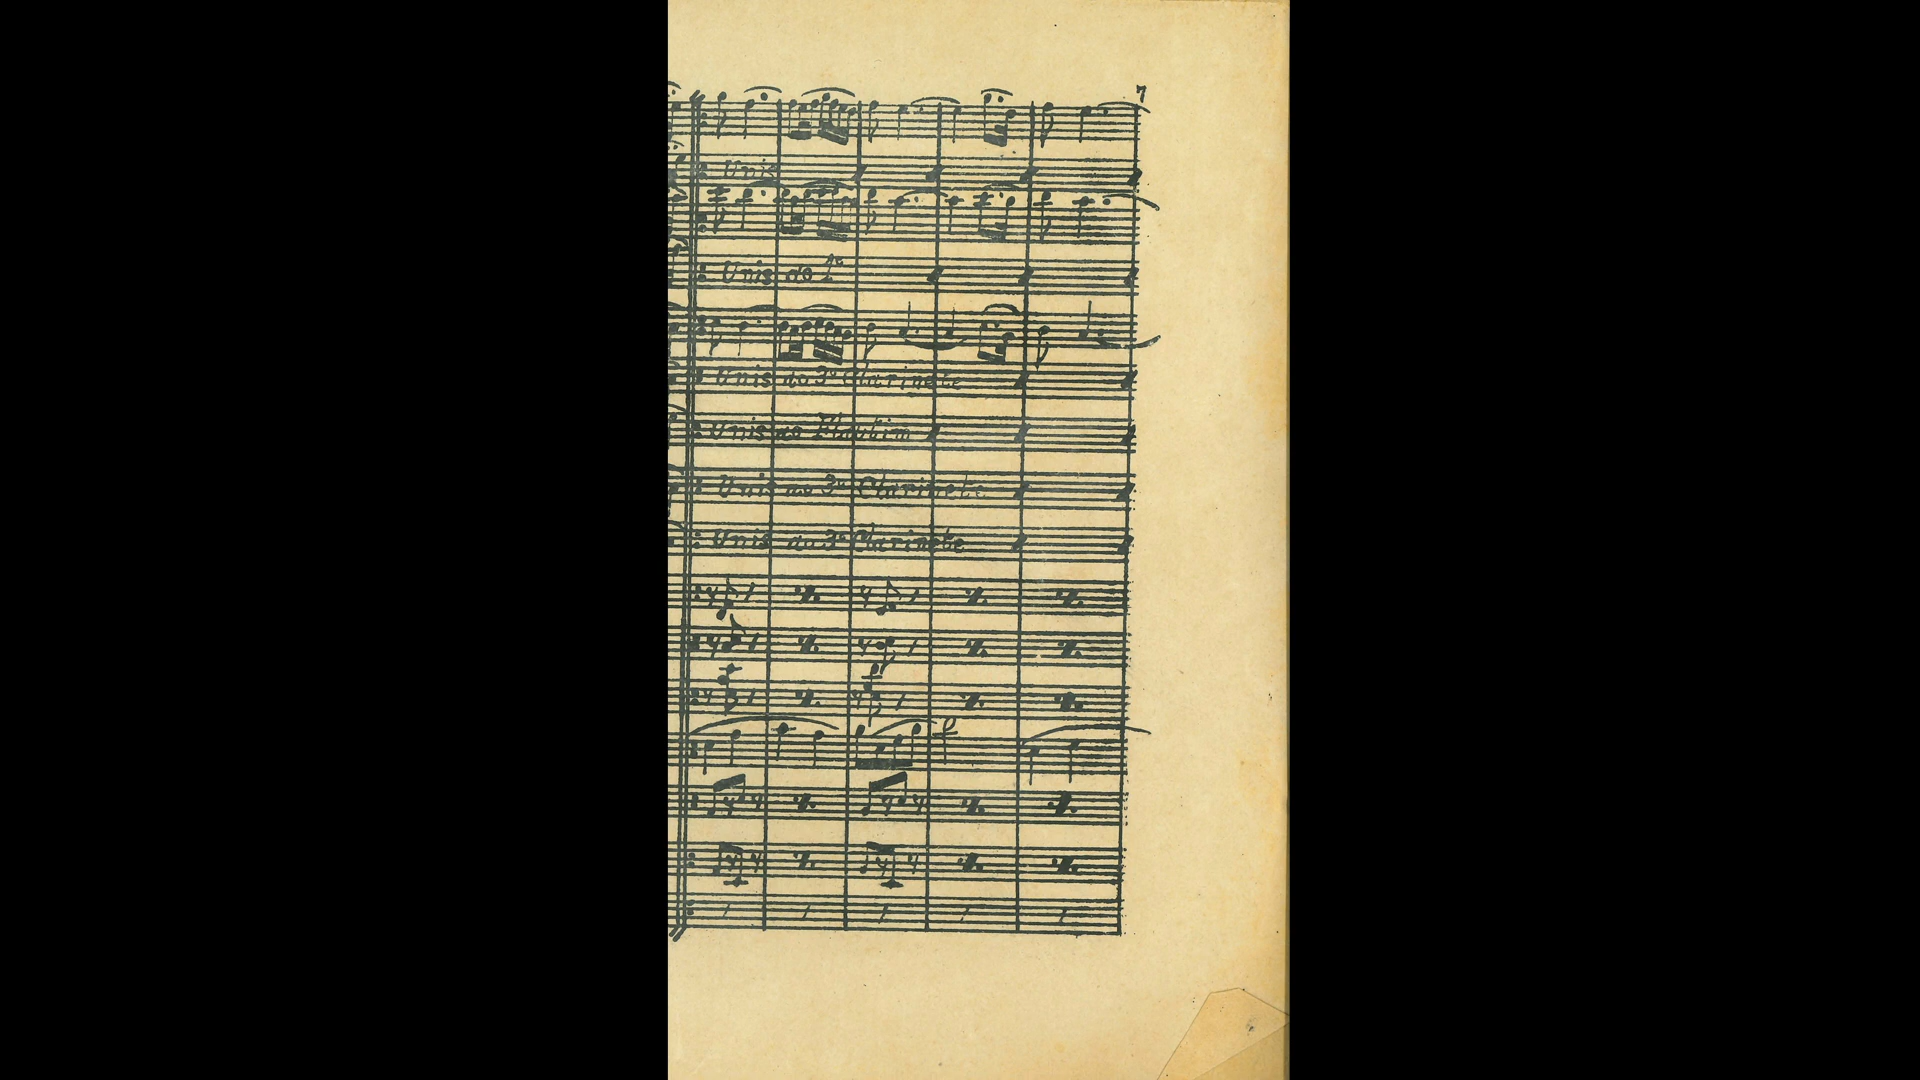 7
Unis
Unis ao 1º
Unis ao 3º Clarinete
Unis ao Flautim
Unis ao 3º Clarinete
Unis ao 3º Clarinete